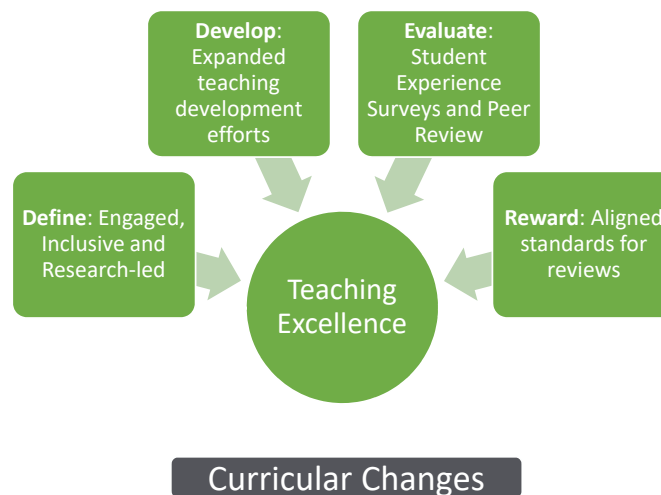 Develop:
Expanded
teaching
development
efforts
Evaluate:
Student
Experience
Surveys and Peer
Review
Define: Engaged,
Inclusive and
Research-led
Reward: Aligned
standards for
reviews
Teaching
Excellence
Curricular Changes